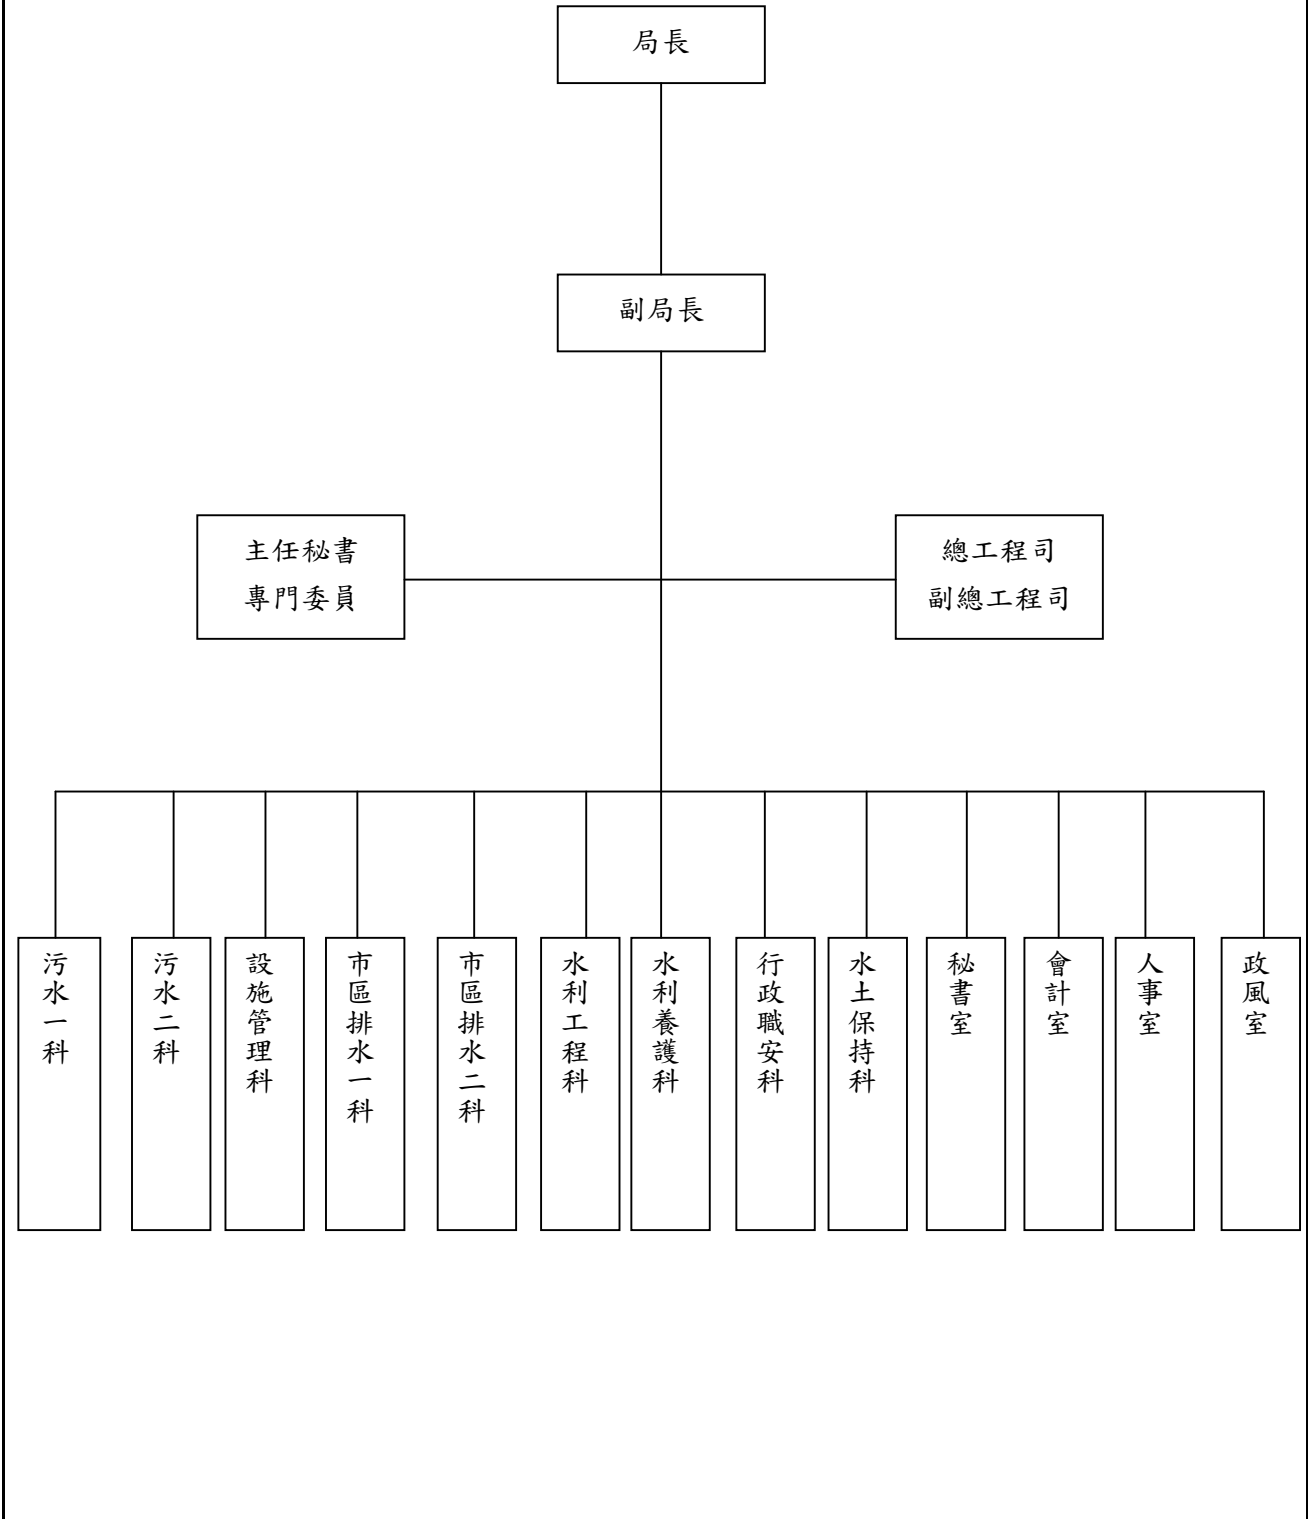 局長
副局長
主任秘書
專門委員
總工程司
副總工程司
污水一科
污水二科
設施管理科
市區排水一科
市區排水二科
水利工程科
水利養護科
行政職安科
水土保持科
秘書室
會計室
人事室
政風室